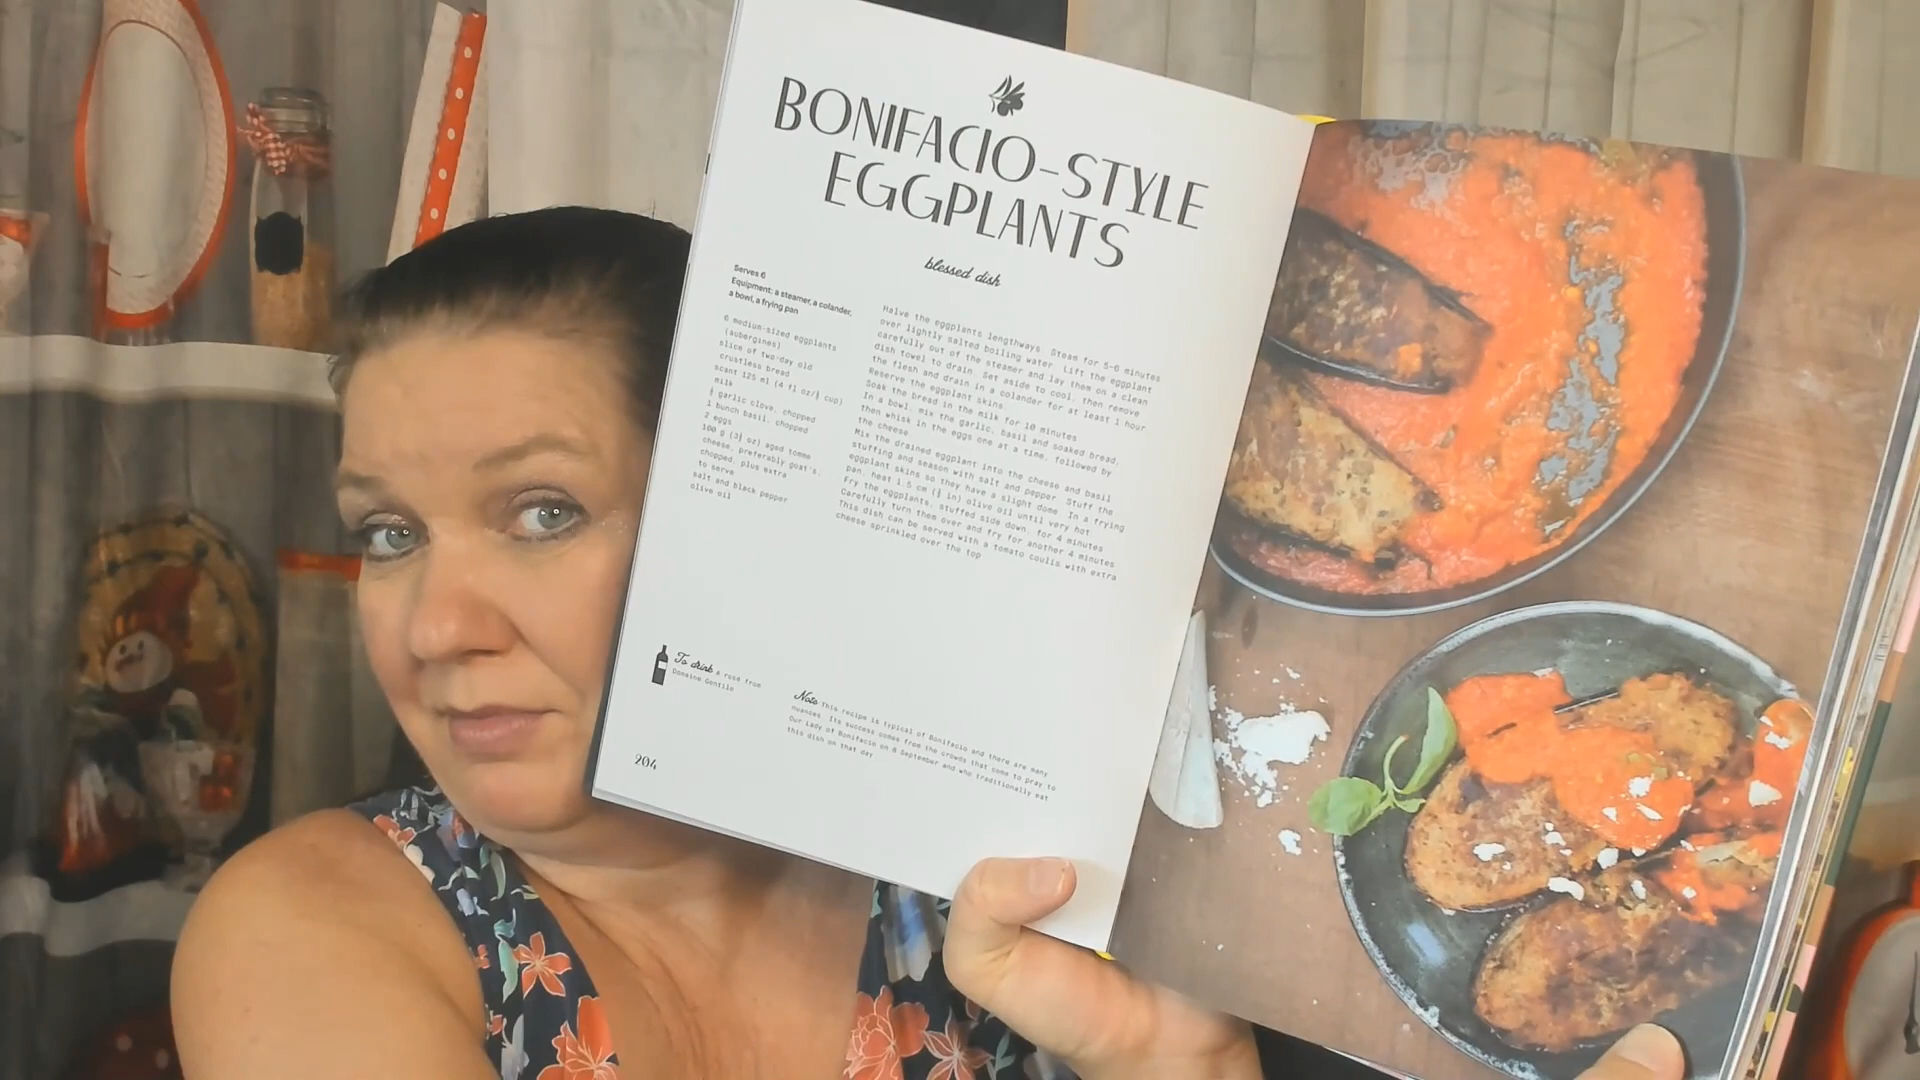 BONIFACIO-STYLE
EGGPLANTS
blessed dish
Serves 6
Equipment: a steamer, a colander,
a bowl, a frying pan
6 medium-sized eggplants
(aubergines)
slice of two-day old
crustless bread
scant 125 ml (4 fl oz/½ cup)
milk
½ garlic clove, chopped
1 bunch basil, chopped
2 eggs
100 g (3½ oz) aged tomme
cheese, preferably goat's,
chopped, plus extra
to serve
salt and black pepper
olive oil
Halve the eggplants lengthways. Steam for 5–6 minutes
over lightly salted boiling water. Lift the eggplant
carefully out of the steamer and lay them on a clean
dish towel to drain. Set aside to cool, then remove
the flesh and drain in a colander for at least 1 hour
Reserve the eggplant skins
Soak the bread in the milk for 10 minutes
In a bowl, mix the garlic, basil and soaked bread,
then whisk in the eggs one at a time, followed by
the cheese
Mix the drained eggplant into the cheese and basil
stuffing and season with salt and pepper. Stuff the
eggplant skins so they have a slight dome. In a frying
pan, heat 1.5 cm (½ in) olive oil until very hot
Fry the eggplants, stuffed side down, for 4 minutes
Carefully turn them over and fry for another 4 minutes
This dish can be served with a tomato coulis with extra
cheese sprinkled over the top
To drink A rosé from
Domaine Gentile
Note This recipe is typical of Bonifacio and there are many
nuances. Its success comes from the crowds that come to pray to
Our Lady of Bonifacio on 8 September and who traditionally eat
this dish on that day
204